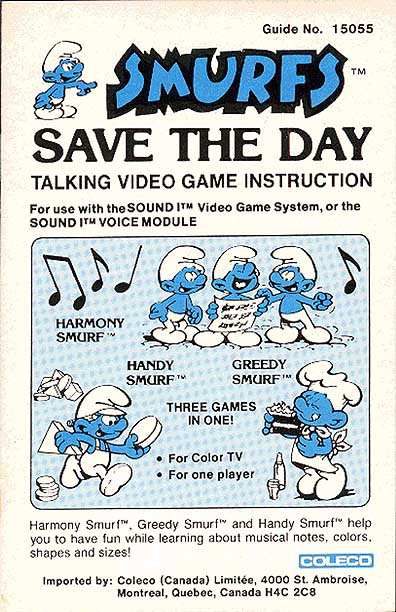 Guide No. 15055
SMURFS™
SAVE THE DAY
TALKING VIDEO GAME INSTRUCTION
For use with the SOUND I™ Video Game System, or the
SOUND I™ VOICE MODULE
HARMONY
SMURF™
HANDY
SMURF™
GREEDY
SMURF™
THREE GAMES
IN ONE!
• For Color TV
• For one player
Harmony Smurf™, Greedy Smurf™ and Handy Smurf™ help
you to have fun while learning about musical notes, colors,
shapes and sizes!
COLECO
Imported by: Coleco (Canada) Limitée, 4000 St. Ambroise,
Montreal, Quebec, Canada H4C 2C8